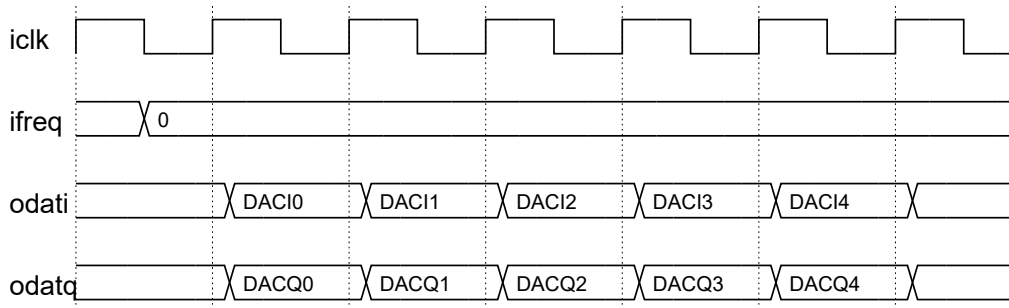 iclk
ifreq 0
odati DACI0 DACI1 DACI2 DACI3 DACI4
odatq DACQ0 DACQ1 DACQ2 DACQ3 DACQ4